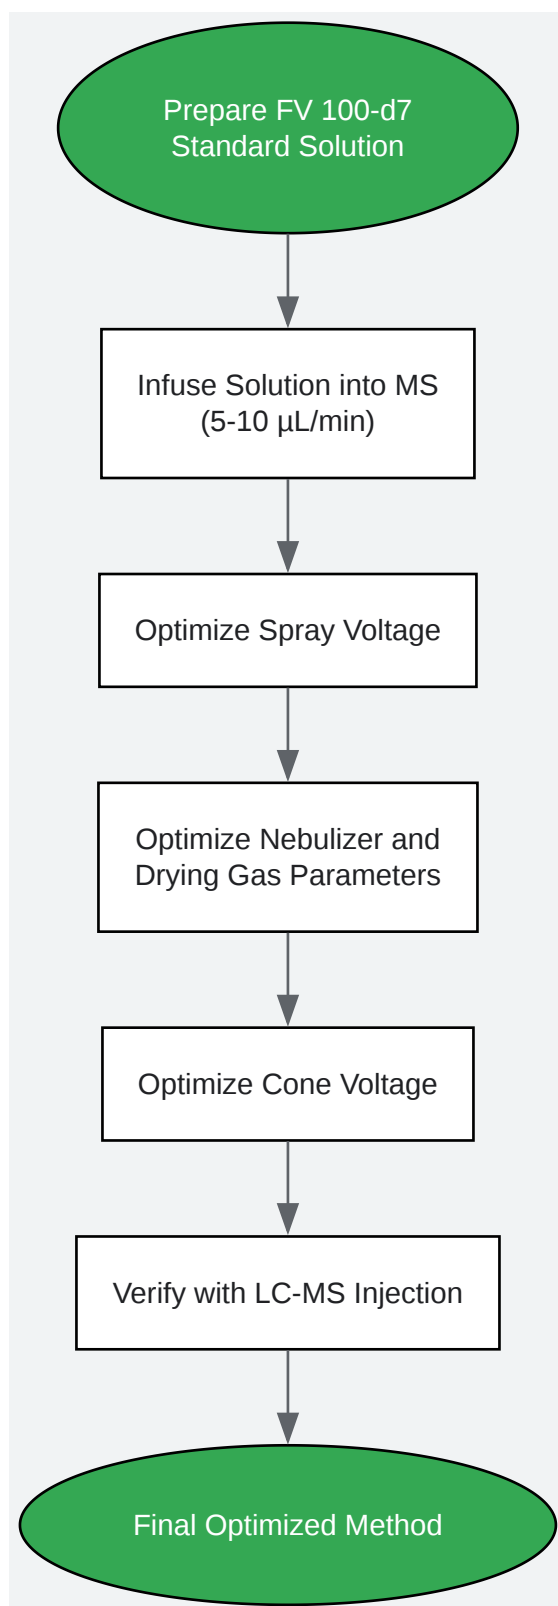 Prepare FV 100-d7
Standard Solution
Infuse Solution into MS
(5-10 µL/min)
Optimize Spray Voltage
Optimize Nebulizer and
Drying Gas Parameters
Optimize Cone Voltage
Verify with LC-MS Injection
Final Optimized Method